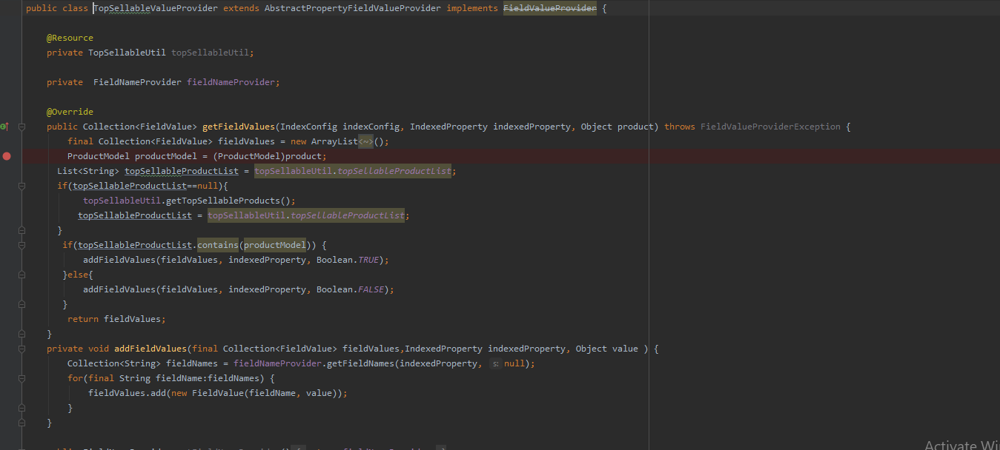 public class TopSellableValueProvider extends AbstractPropertyFieldValueProvider implements FieldValueProvider {
@Resource
private TopSellableUtil topSellableUtil;
private  FieldNameProvider fieldNameProvider;
@Override
public Collection<FieldValue> getFieldValues(IndexConfig indexConfig, IndexedProperty indexedProperty, Object product) throws FieldValueProviderException {
final Collection<FieldValue> fieldValues = new ArrayList<~>();
ProductModel productModel = (ProductModel)product;
List<String> topSellableProductList = topSellableUtil.topSellableProductList;
if(topSellableProductList==null){
topSellableUtil.getTopSellableProducts();
topSellableProductList = topSellableUtil.topSellableProductList;
}
if(topSellableProductList.contains(productModel)) {
addFieldValues(fieldValues, indexedProperty, Boolean.TRUE);
}else{
addFieldValues(fieldValues, indexedProperty, Boolean.FALSE);
}
return fieldValues;
}
private void addFieldValues(final Collection<FieldValue> fieldValues,IndexedProperty indexedProperty, Object value ) {
Collection<String> fieldNames = fieldNameProvider.getFieldNames(indexedProperty, s: null);
for(final String fieldName:fieldNames) {
fieldValues.add(new FieldValue(fieldName, value));
}
}
Activate Wi